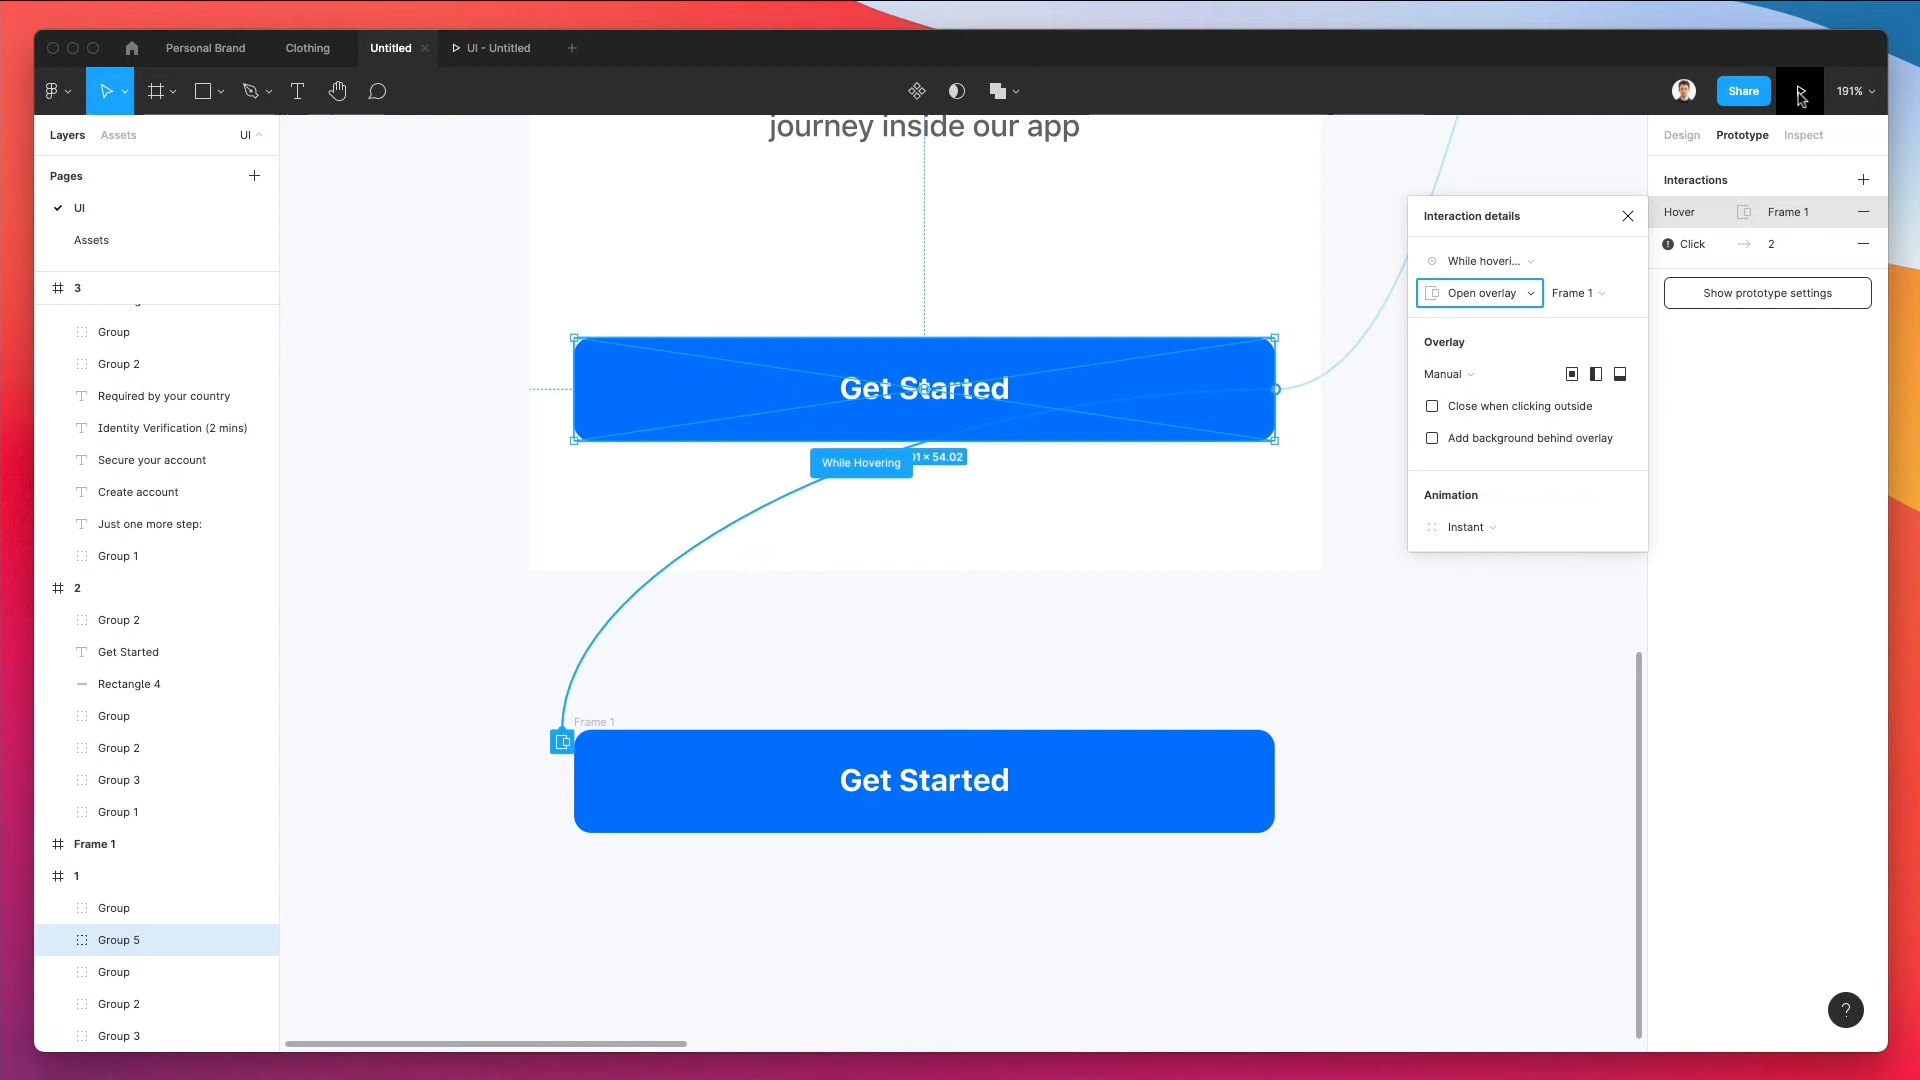 Personal Brand
Clothing
Untitled
UI - Untitled
Share
191%
Layers
Assets
UI
Pages
UI
Assets
3
Group
Group 2
Required by your country
Identity Verification (2 mins)
Secure your account
Create account
Just one more step:
Group 1
2
Group 2
Get Started
Rectangle 4
Group
Group 2
Group 3
Group 1
Frame 1
1
Group
Group 5
Group
Group 2
Group 3
journey inside our app
Get Started
While Hovering
01 × 54.02
Frame 1
Get Started
Interaction details
While hoveri...
Open overlay
Frame 1
Overlay
Manual
Close when clicking outside
Add background behind overlay
Animation
Instant
Design
Prototype
Inspect
Interactions
Hover
Frame 1
Click
2
Show prototype settings
?